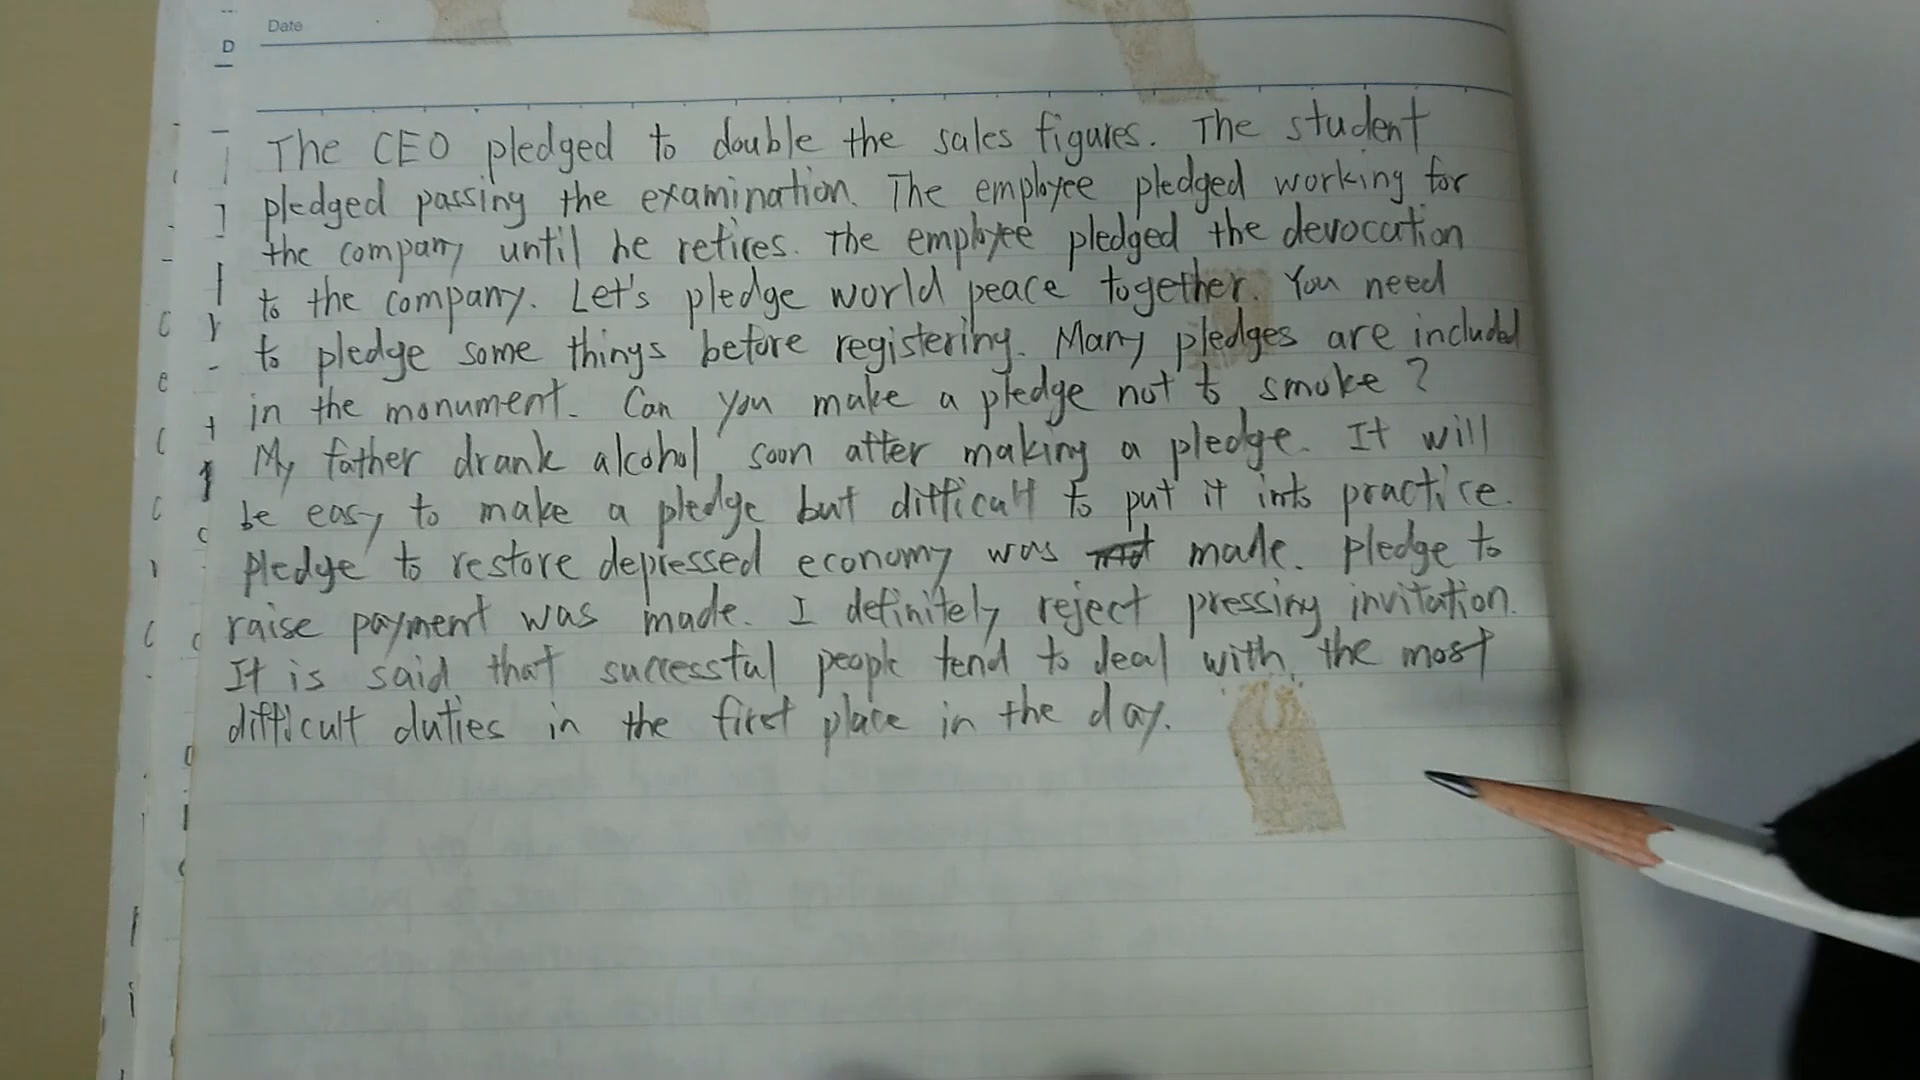 Date
D
The CEO pledged to double the sales figures. The student
pledged passing the examination. The employee pledged working for
the company until he retires. The employee pledged the devocation
to the company. Let's pledge world peace together. You need
to pledge some things before registering. Many pledges are included
in the monument. Can you make a pledge not to smoke?
My father drank alcohol soon after making a pledge. It will
be easy to make a pledge but difficult to put it into practice.
Pledge to restore depressed economy was made. Pledge to
raise payment was made. I definitely reject pressing invitation.
It is said that successful people tend to deal with the most
difficult duties in the first place in the day.